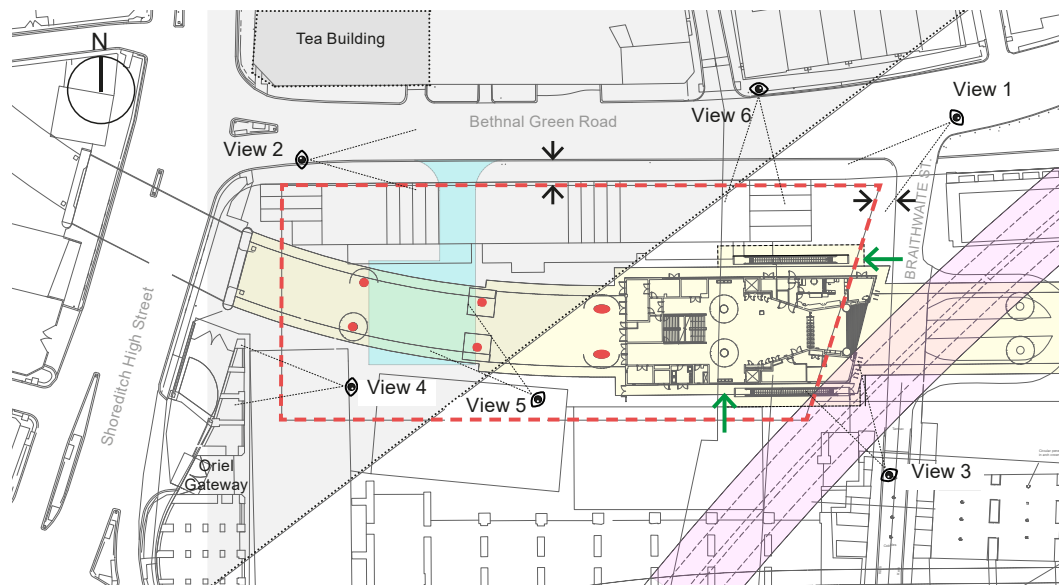 Tea Building
N
View 1
View 6
Bethnal Green Road
View 2
BRAITHWAITE ST
Shoreditch High Street
View 4
View 5
Oriel
Gateway
View 3